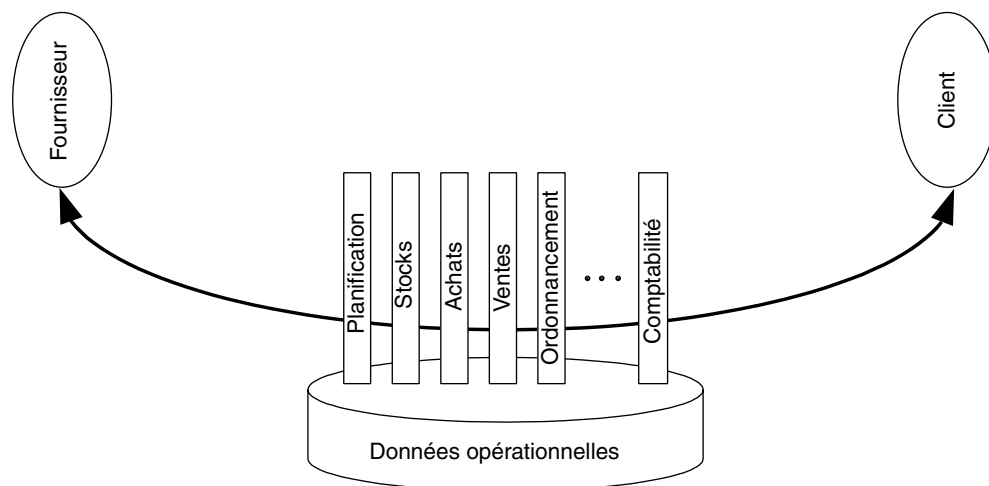 Fournisseur
Client
Planification
Stocks
Achats
Ventes
Ordonnancement
...
Comptabilité
Données opérationnelles